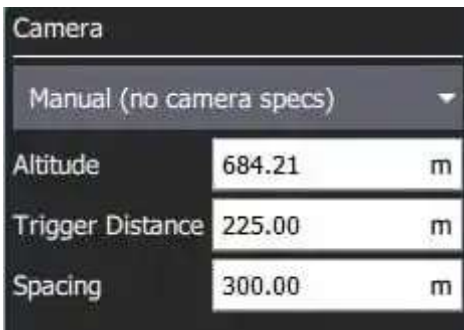 Camera
Manual (no camera specs)
Altitude 684.21 m
Trigger Distance 225.00 m
Spacing 300.00 m